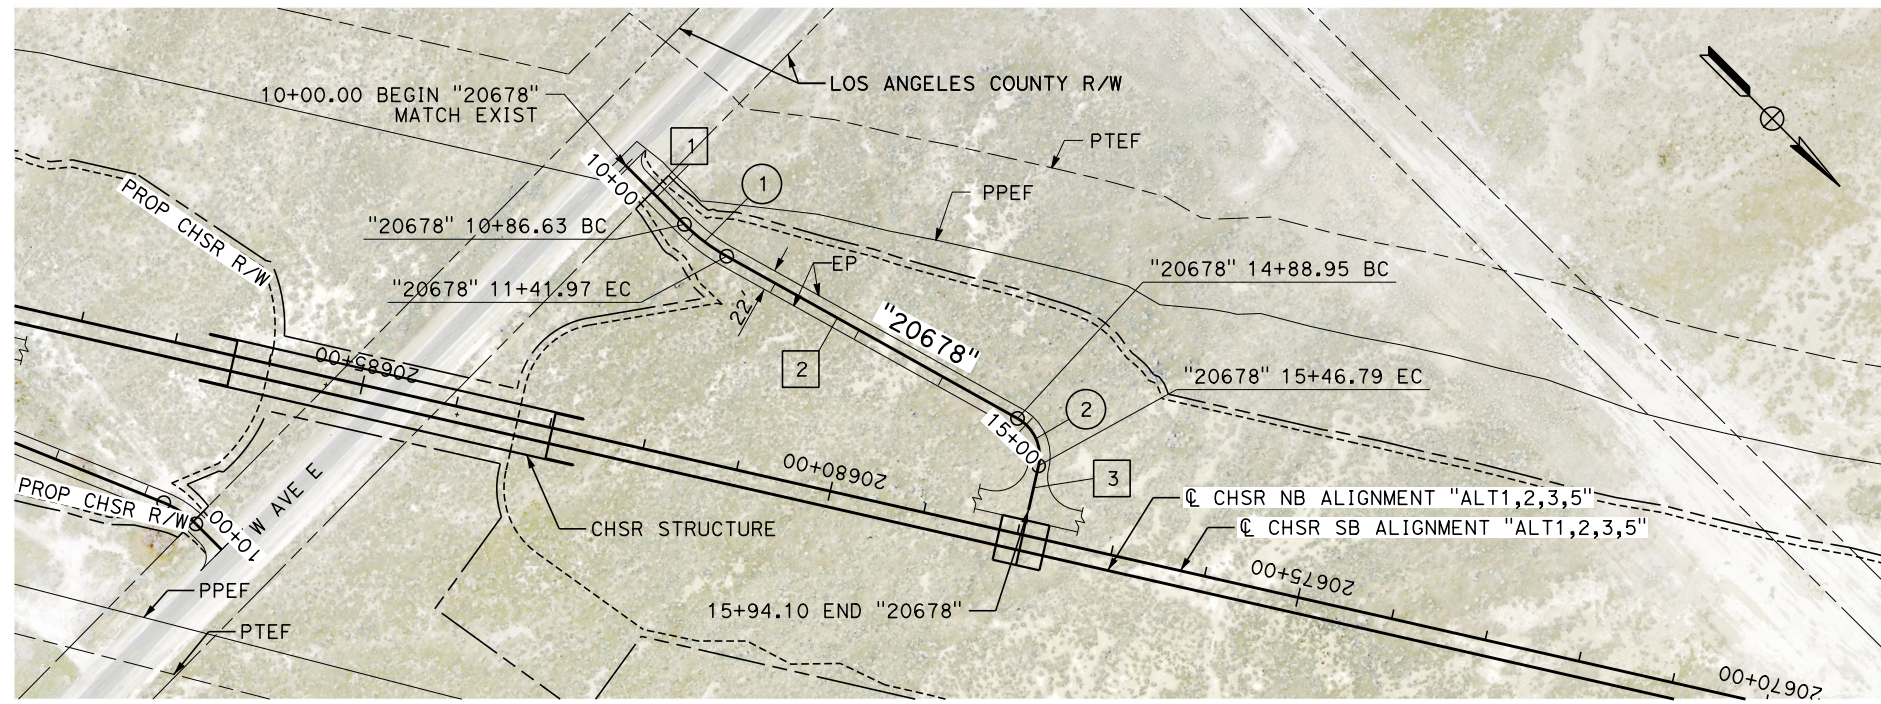 LOS ANGELES COUNTY R/W
10+00.00 BEGIN "20678"
MATCH EXIST
1
PTEF
10+00
1
PROP CHSR R/W
PPEF
"20678" 10+86.63 BC
EP
"20678" 14+88.95 BC
"20678" 11+41.97 EC
22'
"20678"
20685+00
2
"20678" 15+46.79 EC
2
15+00
20680+00
3
PROP CHSR R/W
W AVE E
℄ CHSR NB ALIGNMENT "ALT1,2,3,5"
10+00
CHSR STRUCTURE
℄ CHSR SB ALIGNMENT "ALT1,2,3,5"
20675+00
PPEF
15+94.10 END "20678"
PTEF
20670+00